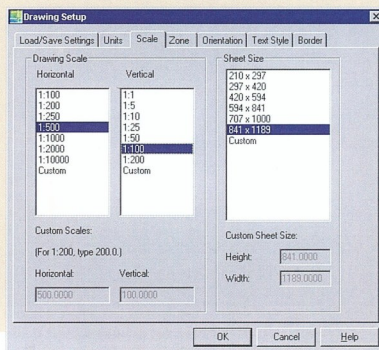 Drawing Setup
Load/Save Settings Units Scale Zone Orientation Text Style Border
Drawing Scale
Horizontal Vertical
1:100
1:200
1:250
1:500
1:1000
1:2000
1:10000
Custom
1:1
1:5
1:10
1:25
1:50
1:100
1:200
Custom
Custom Scales:
(For 1:200, type 200.0.)
Horizontal: Vertical:
500.0000 100.0000
Sheet Size
210 x 297
297 x 420
420 x 594
594 x 841
707 x 1000
841 x 1189
Custom
Custom Sheet Size:
Height: 841.0000
Width: 1189.0000
OK Cancel Help